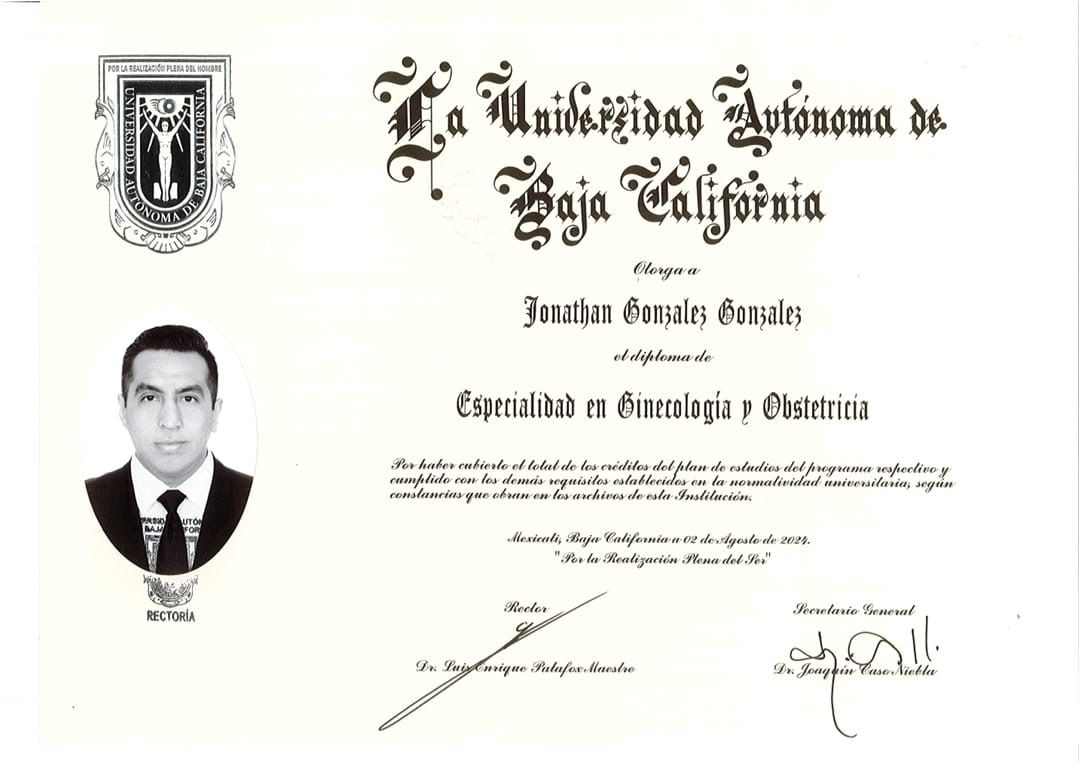 POR LA REALIZACIÓN PLENA DEL HOMBRE
UNIVERSIDAD AUTÓNOMA DE BAJA CALIFORNIA
La Universidad Autónoma de
Baja California
Otorga a
Jonathan Gonzalez Gonzalez
el diploma de
Especialidad en Ginecología y Obstetricia
Por haber cubierto el total de los créditos del plan de estudios del programa respectivo y
cumplido con los demás requisitos establecidos en la normatividad universitaria, según
constancias que obran en los archivos de esta Institución.
Mexicali, Baja California a 02 de Agosto de 2024.
"Por la Realización Plena del Ser"
RECTORÍA
Rector
Dr. Luis Enrique Palafox Maestre
Secretario General
Dr. Joaquín Caso Niebla